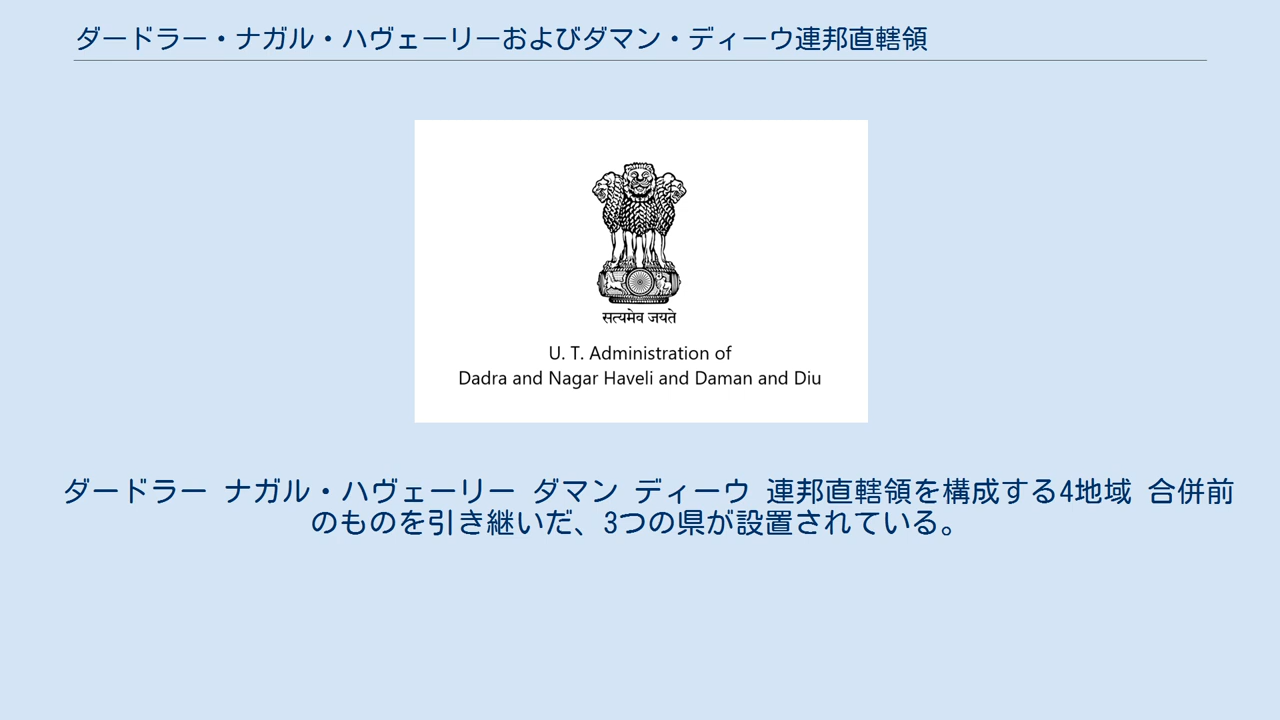 ダードラー・ナガル・ハヴェーリーおよびダマン・ディーウ連邦直轄領
सत्यमेव जयते
U. T. Administration of
Dadra and Nagar Haveli and Daman and Diu
ダードラー ナガル・ハヴェーリー ダマン ディーウ 連邦直轄領を構成する4地域 合併前
のものを引き継いだ、3つの県が設置されている。